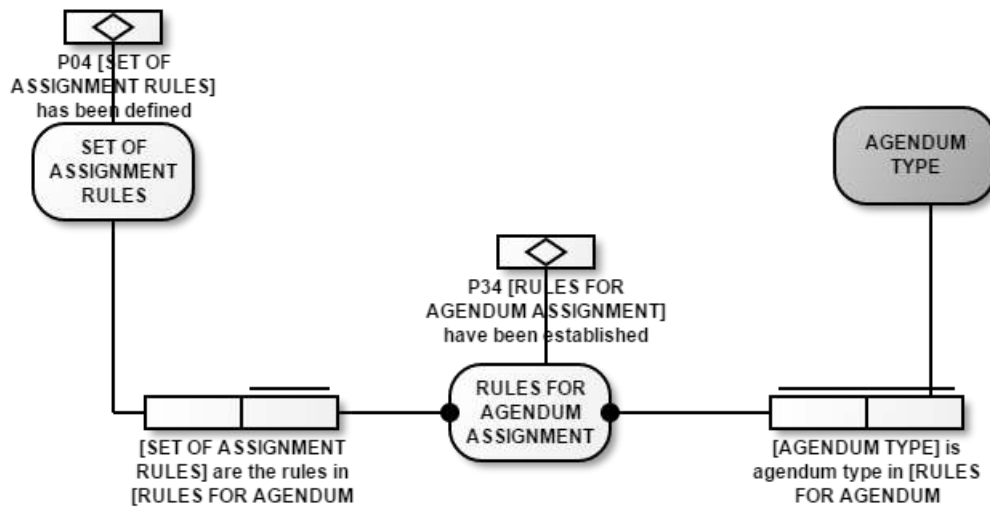 P04 [SET OF
ASSIGNMENT RULES]
has been defined
SET OF
ASSIGNMENT
RULES
AGENDUM
TYPE
P34 [RULES FOR
AGENDUM ASSIGNMENT]
have been established
RULES FOR
AGENDUM
ASSIGNMENT
[SET OF ASSIGNMENT
RULES] are the rules in
[RULES FOR AGENDUM
[AGENDUM TYPE] is
agendum type in [RULES
FOR AGENDUM